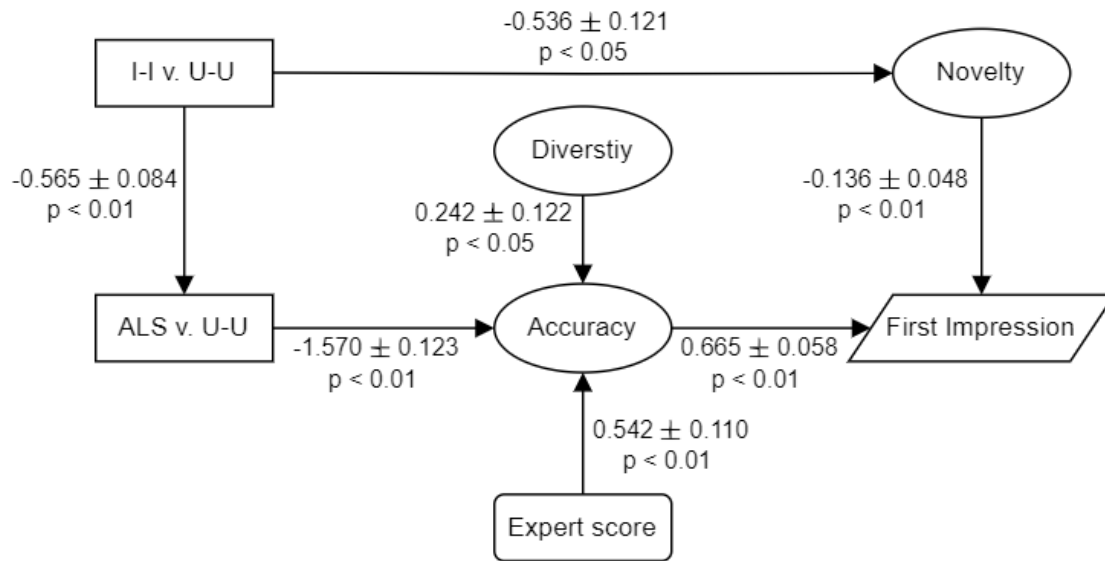 -0.536 ± 0.121
p < 0.05
I-I v. U-U
Novelty
Diverstiy
-0.565 ± 0.084
p < 0.01
-0.136 ± 0.048
p < 0.01
0.242 ± 0.122
p < 0.05
ALS v. U-U
Accuracy
First Impression
-1.570 ± 0.123
p < 0.01
0.665 ± 0.058
p < 0.01
0.542 ± 0.110
p < 0.01
Expert score